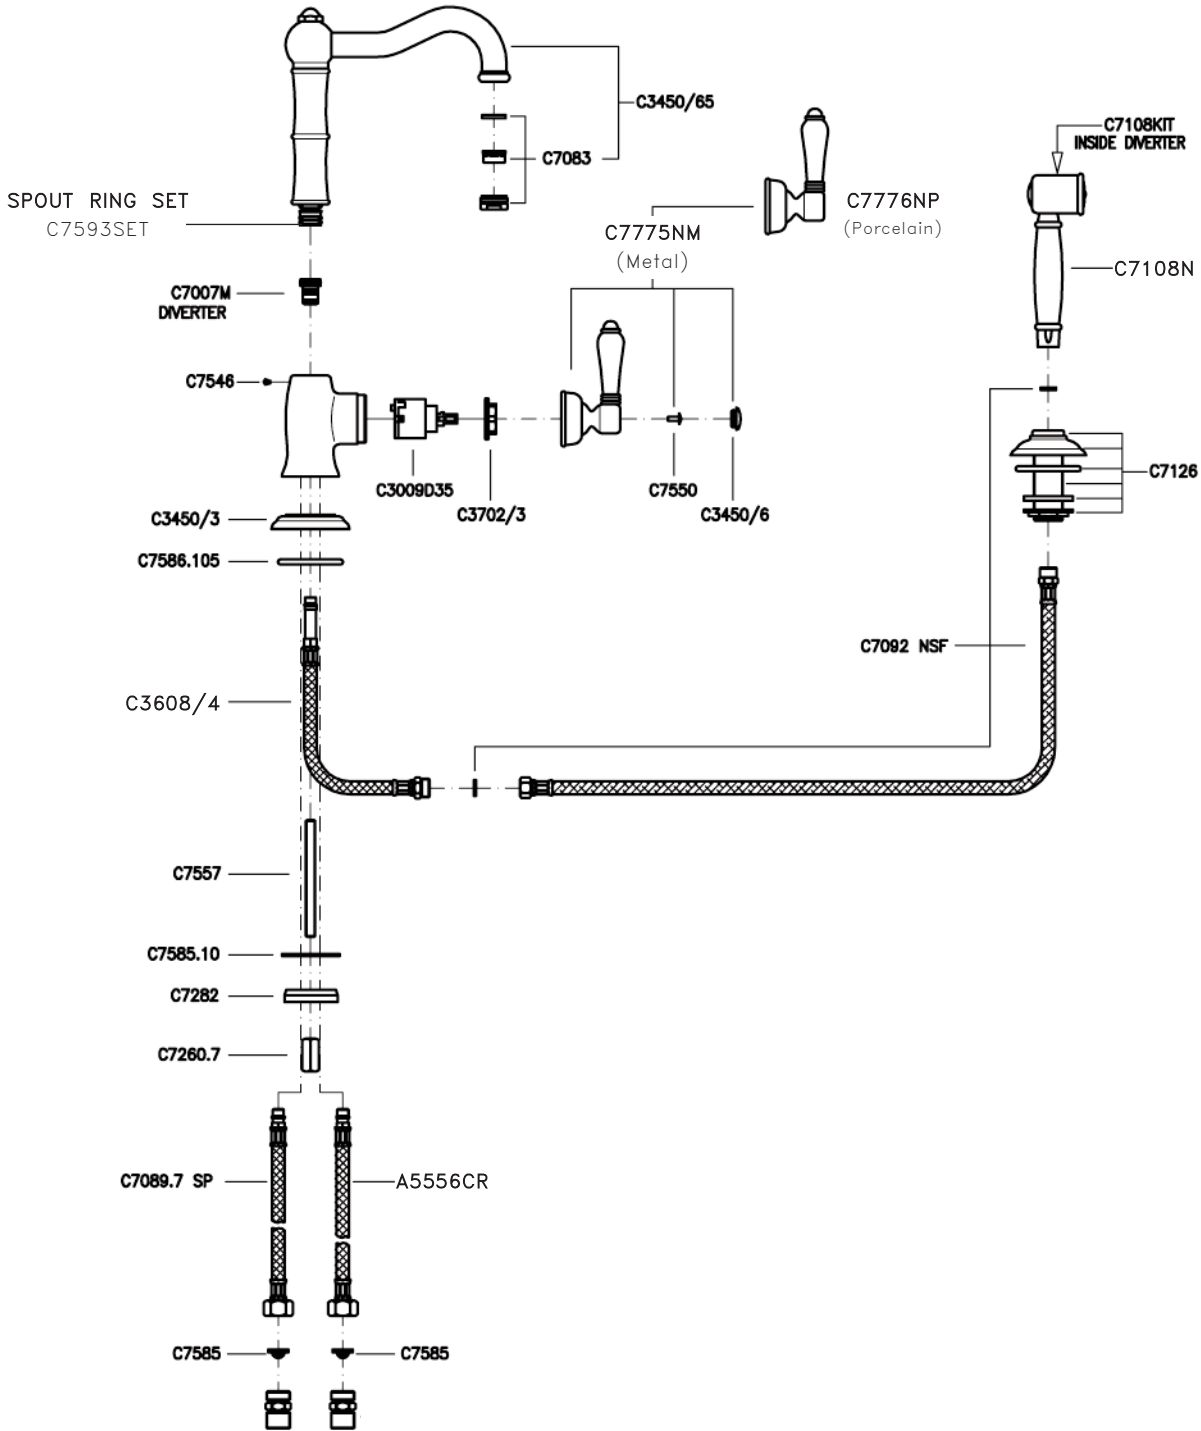 C3450/65
C7083
C7108KIT
INSIDE DIVERTER
SPOUT RING SET
C7593SET
C7775NM
(Metal)
C7776NP
(Porcelain)
C7108N
C7007M
DIVERTER
C7546
C3009D35
C3702/3
C7550
C3450/6
C7126
C3450/3
C7586.105
C7092 NSF
C3608/4
C7557
C7585.10
C7282
C7260.7
C7089.7 SP
A5556CR
C7585
C7585